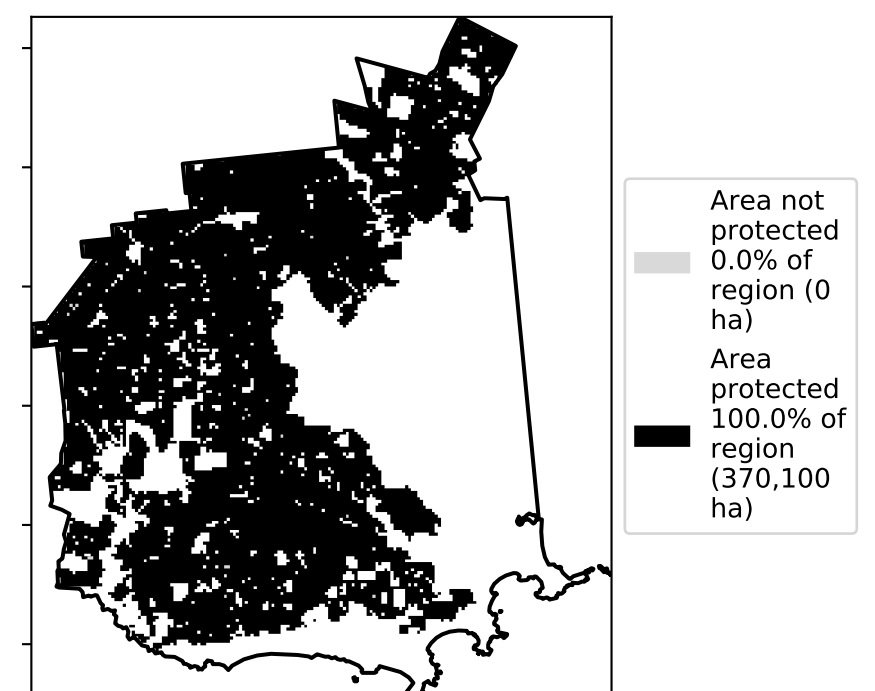 Area not
protected
0.0% of
region (0
ha)
Area
protected
100.0% of
region
(370,100
ha)